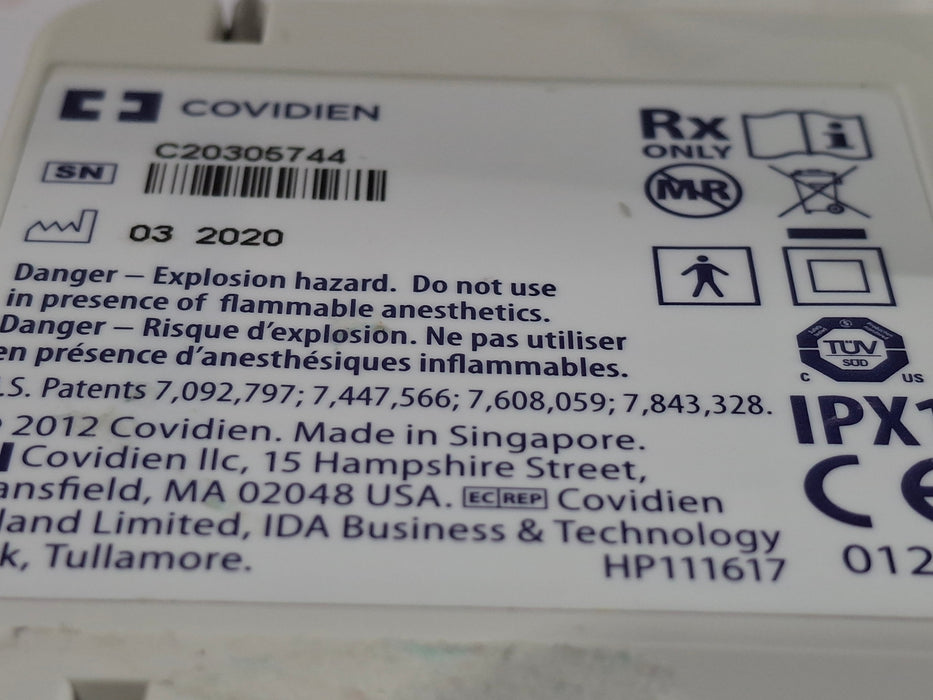 COVIDIEN
SN C20305744
03 2020
Danger – Explosion hazard. Do not use
in presence of flammable anesthetics.
Danger – Risque d’explosion. Ne pas utiliser
en présence d’anesthésiques inflammables.
.S. Patents 7,092,797; 7,447,566; 7,608,059; 7,843,328.
2012 Covidien. Made in Singapore.
Covidien llc, 15 Hampshire Street,
ansfield, MA 02048 USA. EC REP Covidien
land Limited, IDA Business & Technology
k, Tullamore.
HP111617
Rx
ONLY
MR
i
TÜV
SÜD
C US
IPX1
CE
012